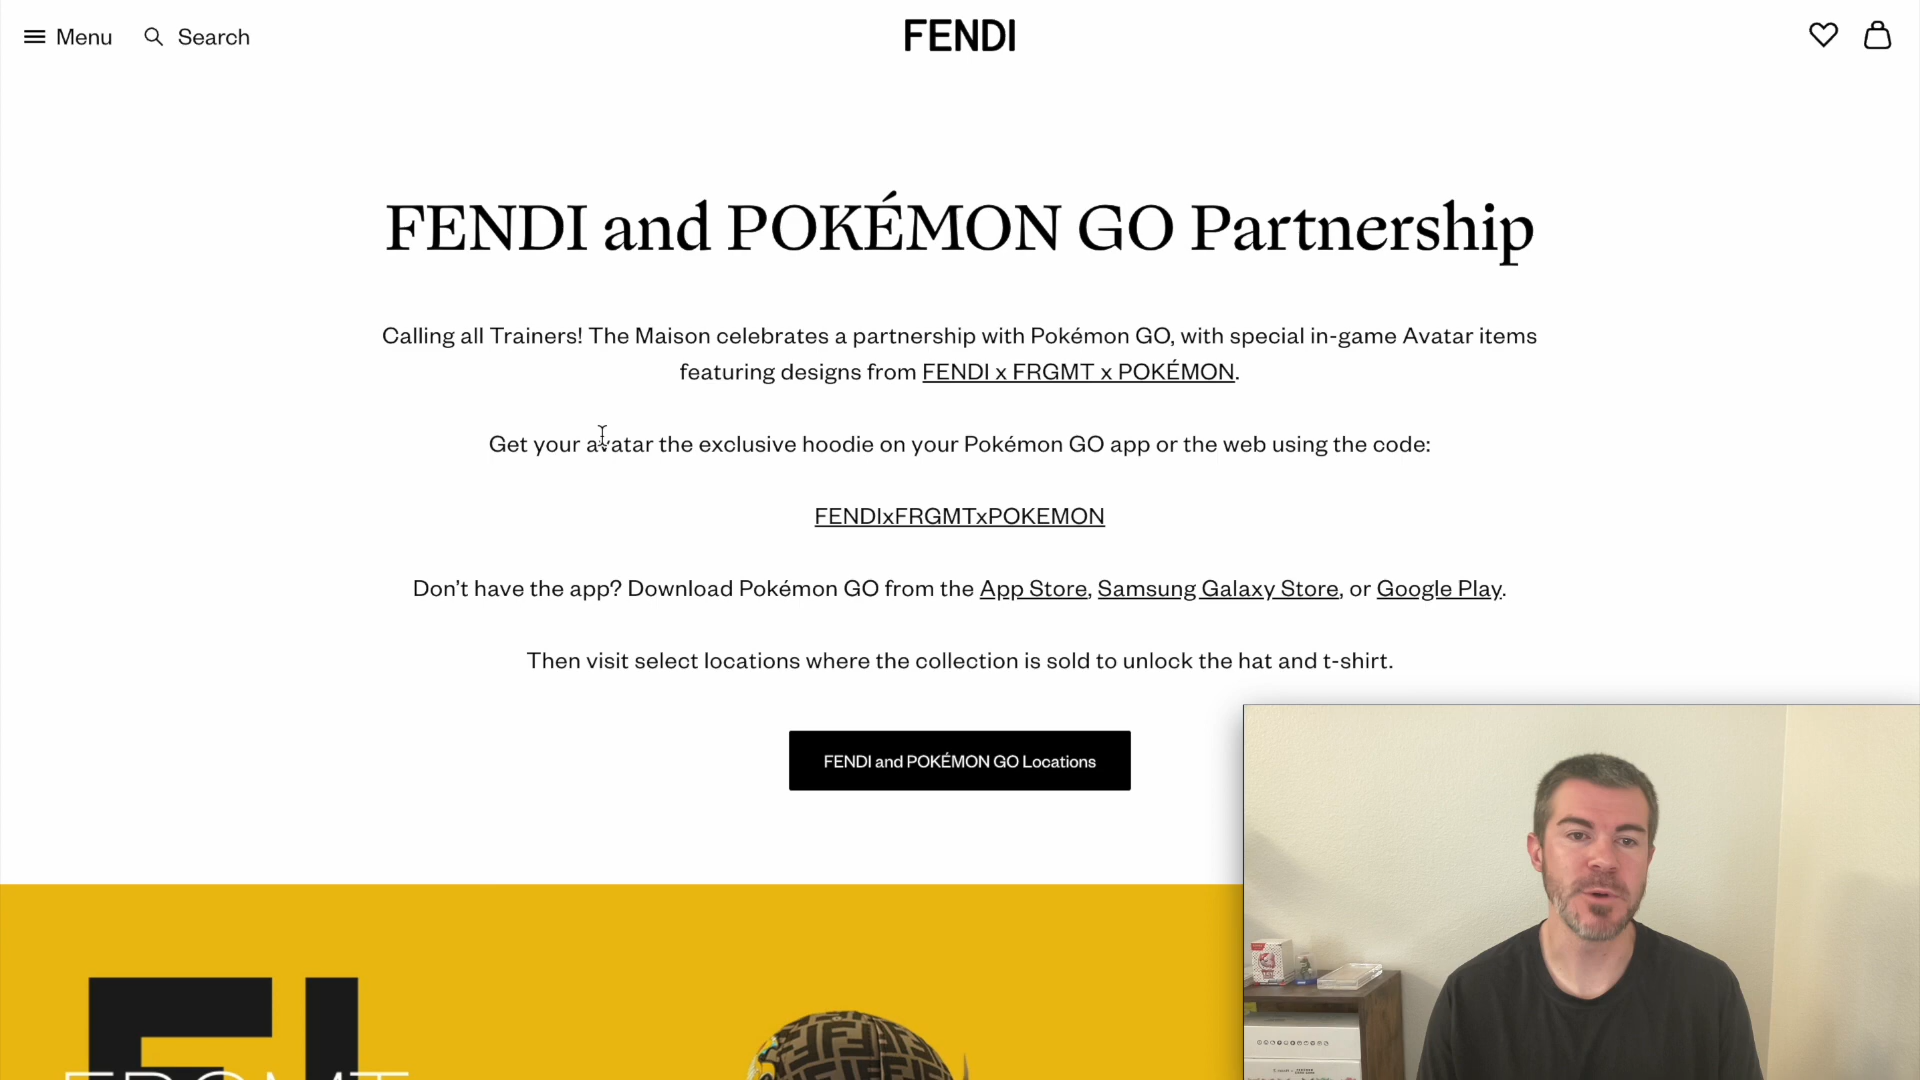 Menu
Search
FENDI
FENDI and POKÉMON GO Partnership
Calling all Trainers! The Maison celebrates a partnership with Pokémon GO, with special in-game Avatar items
featuring designs from FENDI x FRGMT x POKÉMON.
Get your avatar the exclusive hoodie on your Pokémon GO app or the web using the code:
FENDIxFRGMTxPOKEMON
Don’t have the app? Download Pokémon GO from the App Store, Samsung Galaxy Store, or Google Play.
Then visit select locations where the collection is sold to unlock the hat and t-shirt.
FENDI and POKÉMON GO Locations